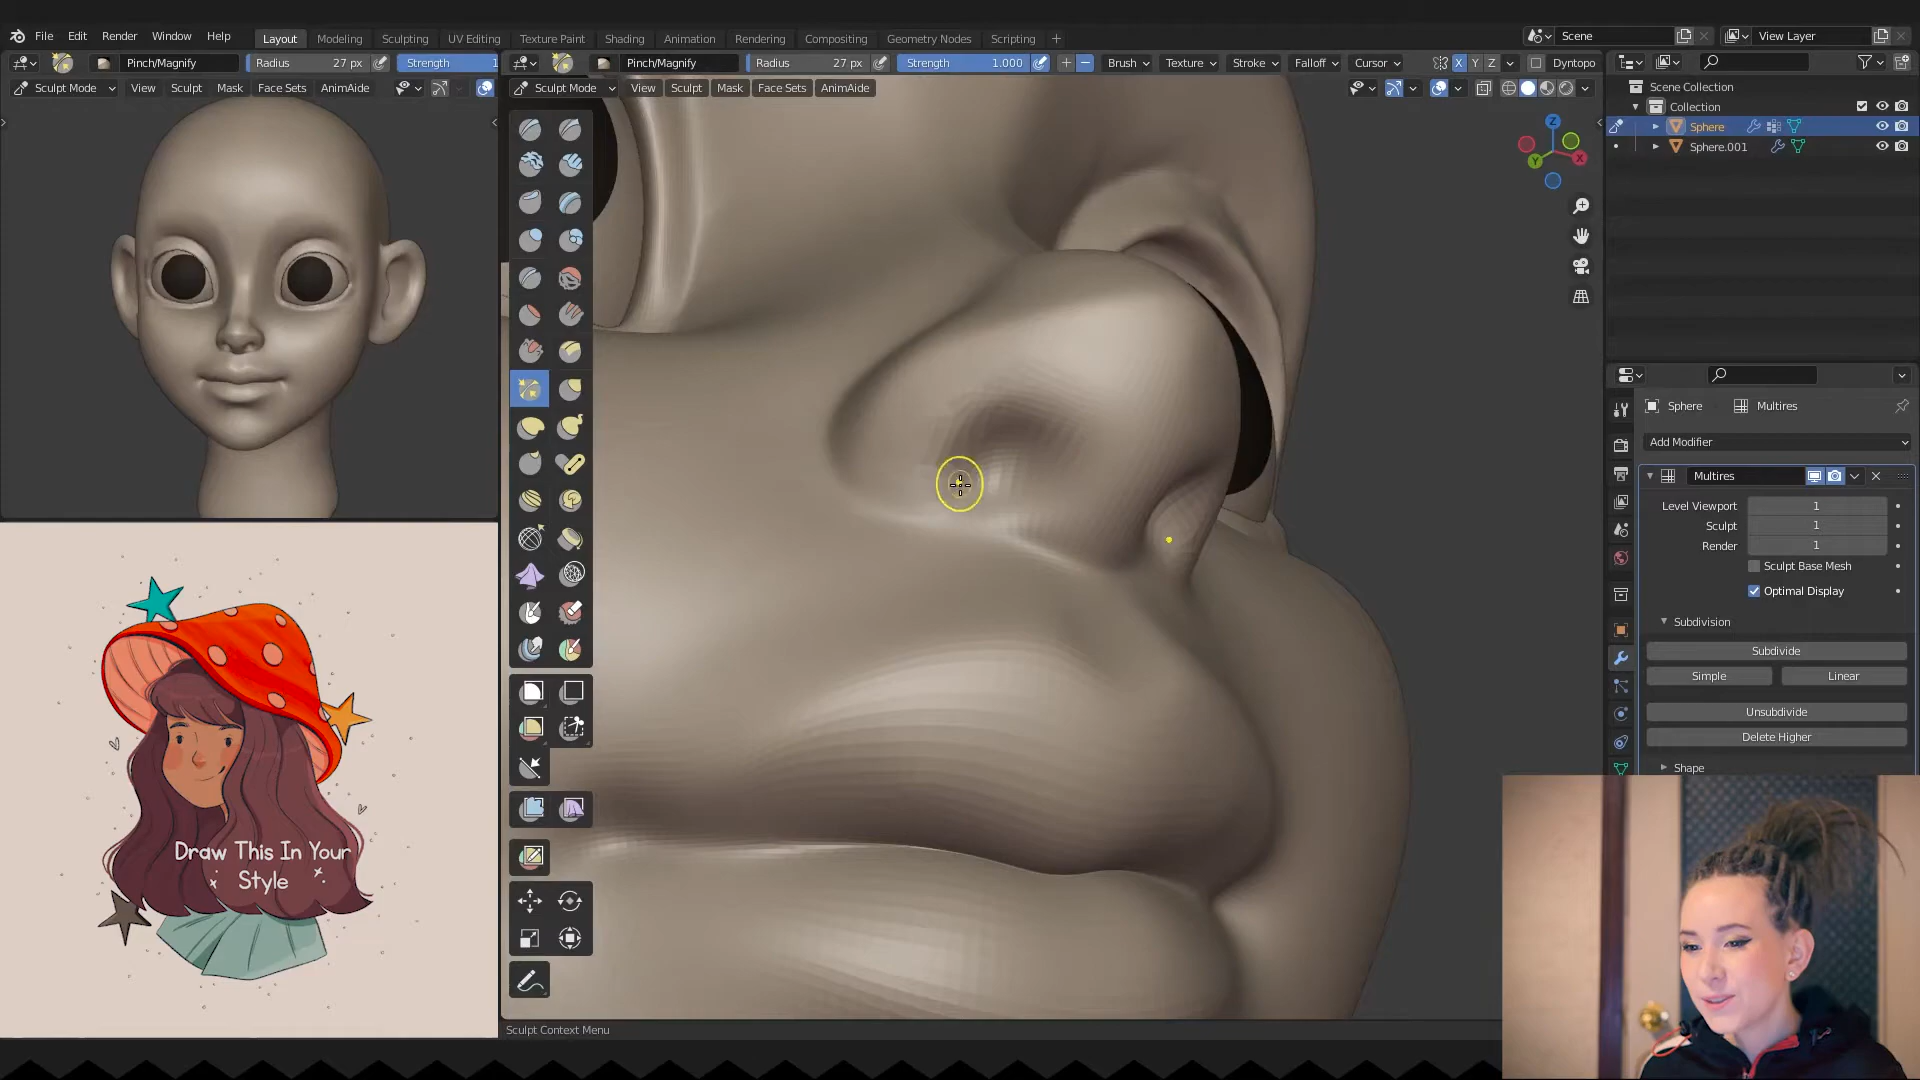 File Edit Render Window Help
Layout Modeling Sculpting UV Editing Texture Paint Shading Animation Rendering Compositing Geometry Nodes Scripting +
Scene
View Layer
Pinch/Magnify Radius 27 px Strength 1
Pinch/Magnify Radius 27 px Strength 1.000 Brush Texture Stroke Falloff Cursor X Y Z Dyntopo
Sculpt Mode View Sculpt Mask Face Sets AnimAide
Sculpt Mode View Sculpt Mask Face Sets AnimAide
Scene Collection
Collection
Sphere
Sphere.001
Z
X
Y
Sphere Multires
Add Modifier
Multires
Level Viewport 1
Sculpt 1
Render 1
Sculpt Base Mesh
Optimal Display
Subdivision
Subdivide
Simple Linear
Unsubdivide
Delete Higher
Shape
Draw This In Your
Style
Sculpt Context Menu